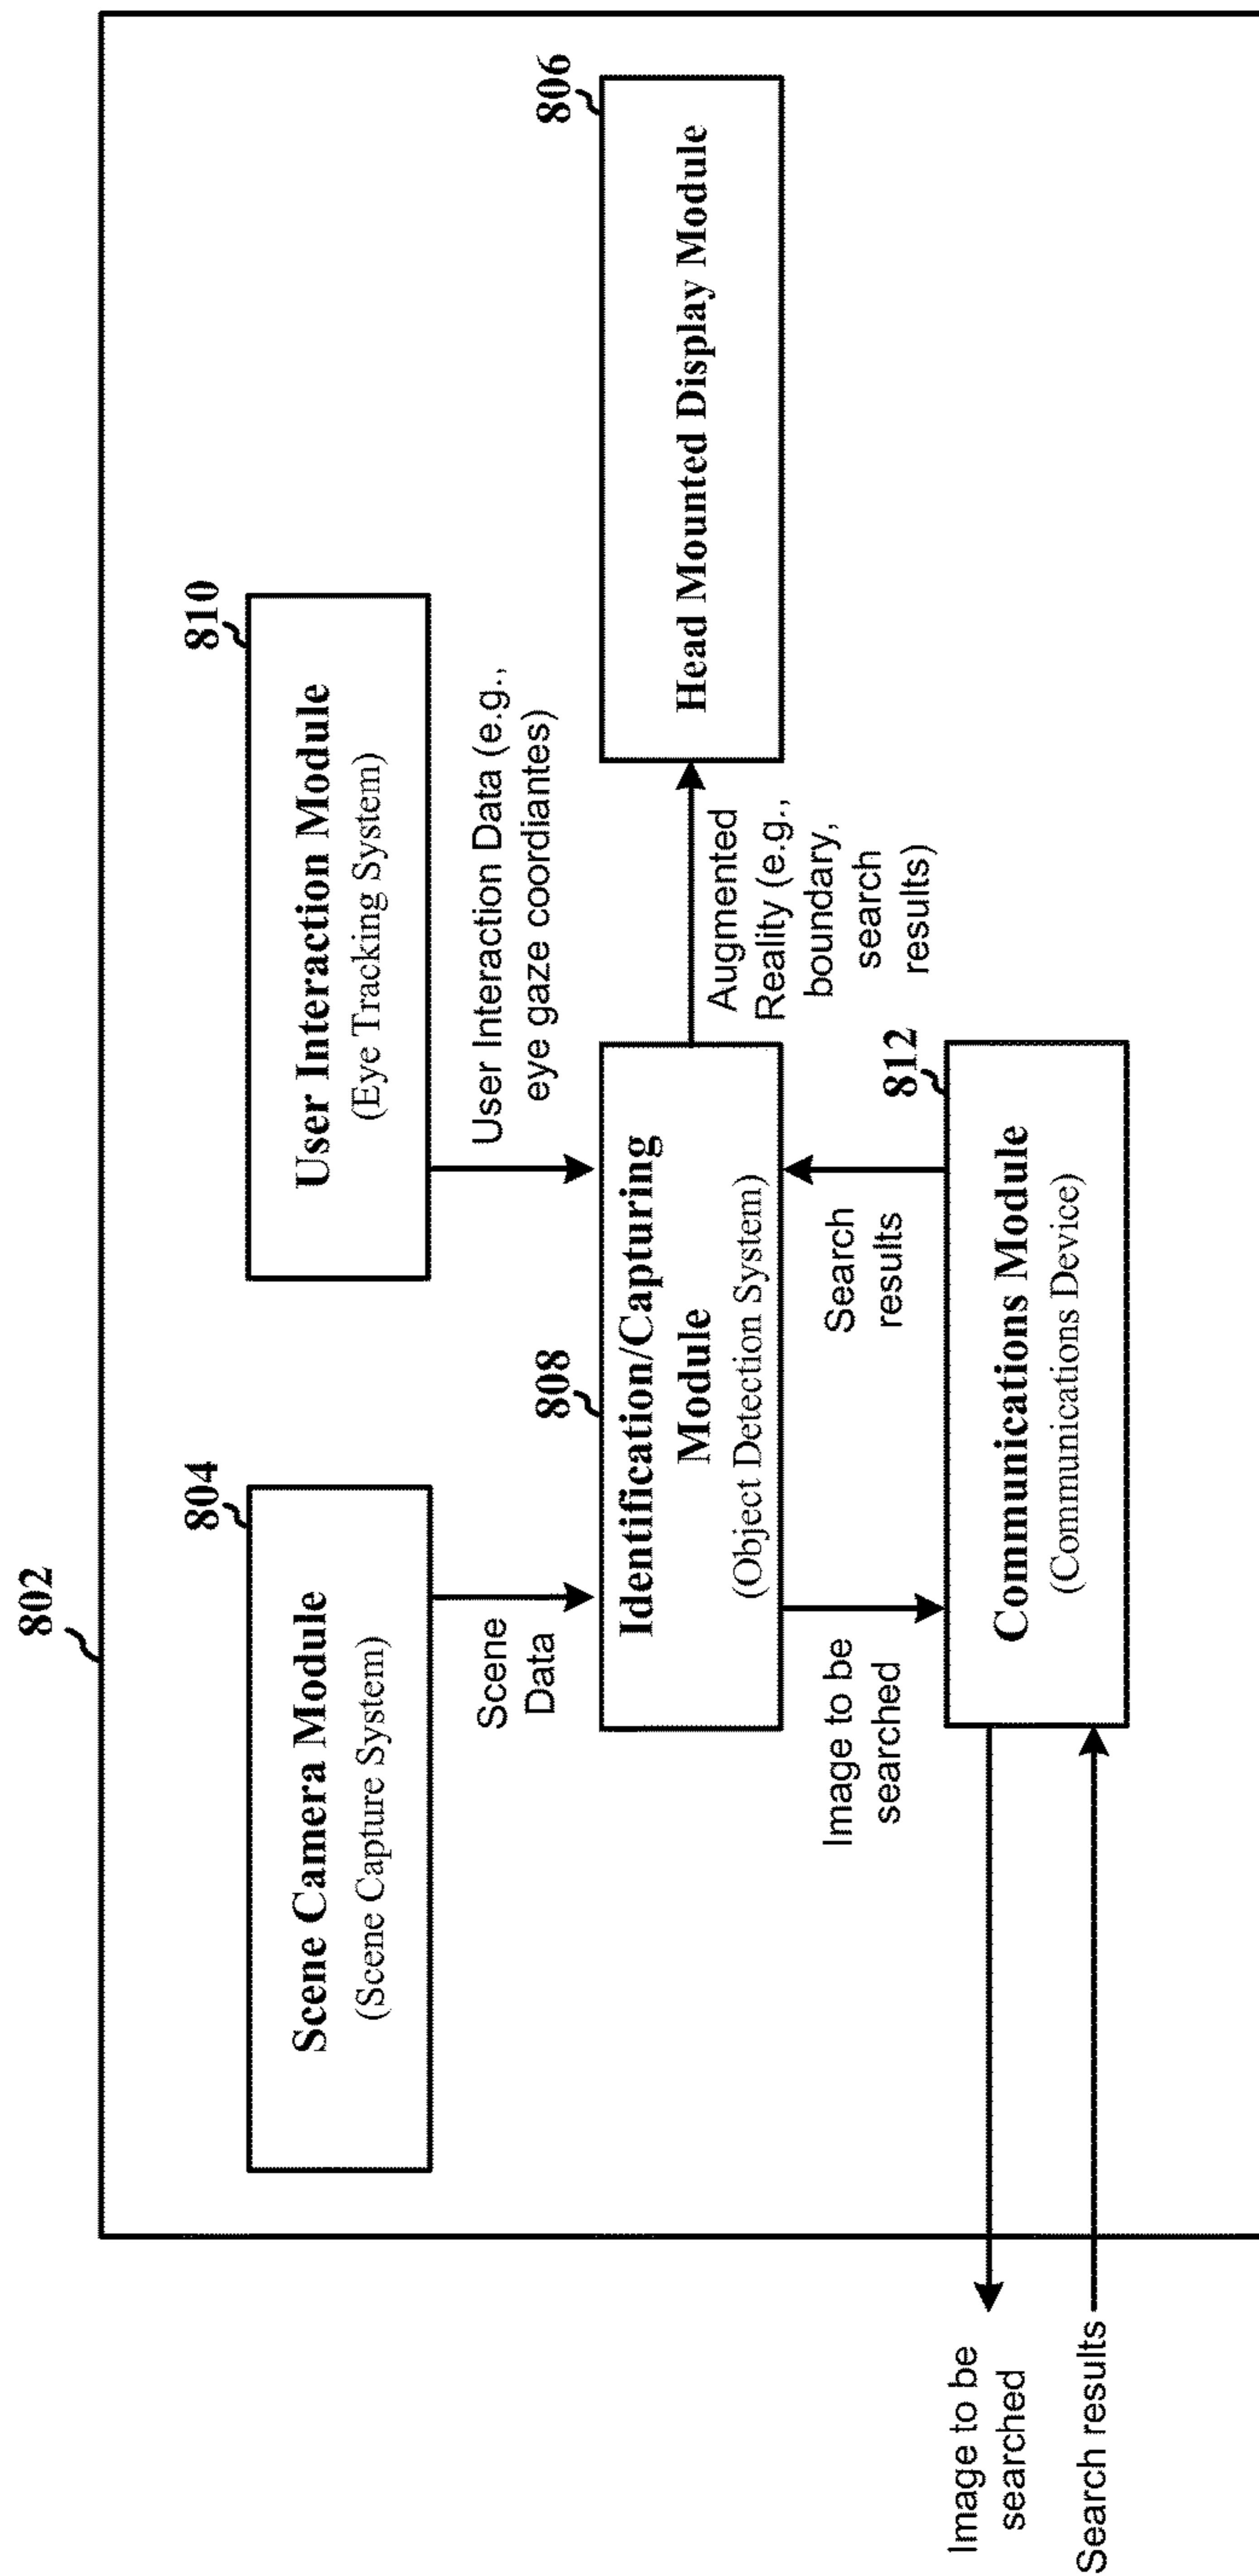 802
804
Scene Camera Module
(Scene Capture System)
810
User Interaction Module
(Eye Tracking System)
Scene
Data
User Interaction Data (e.g.,
eye gaze coordiantes)
808
Identification/Capturing
Module
(Object Detection System)
806
Head Mounted Display Module
Augmented
Reality (e.g.,
boundary,
search
results)
Image to be
searched
Search
results
812
Communications Module
(Communications Device)
Image to be
searched
Search results